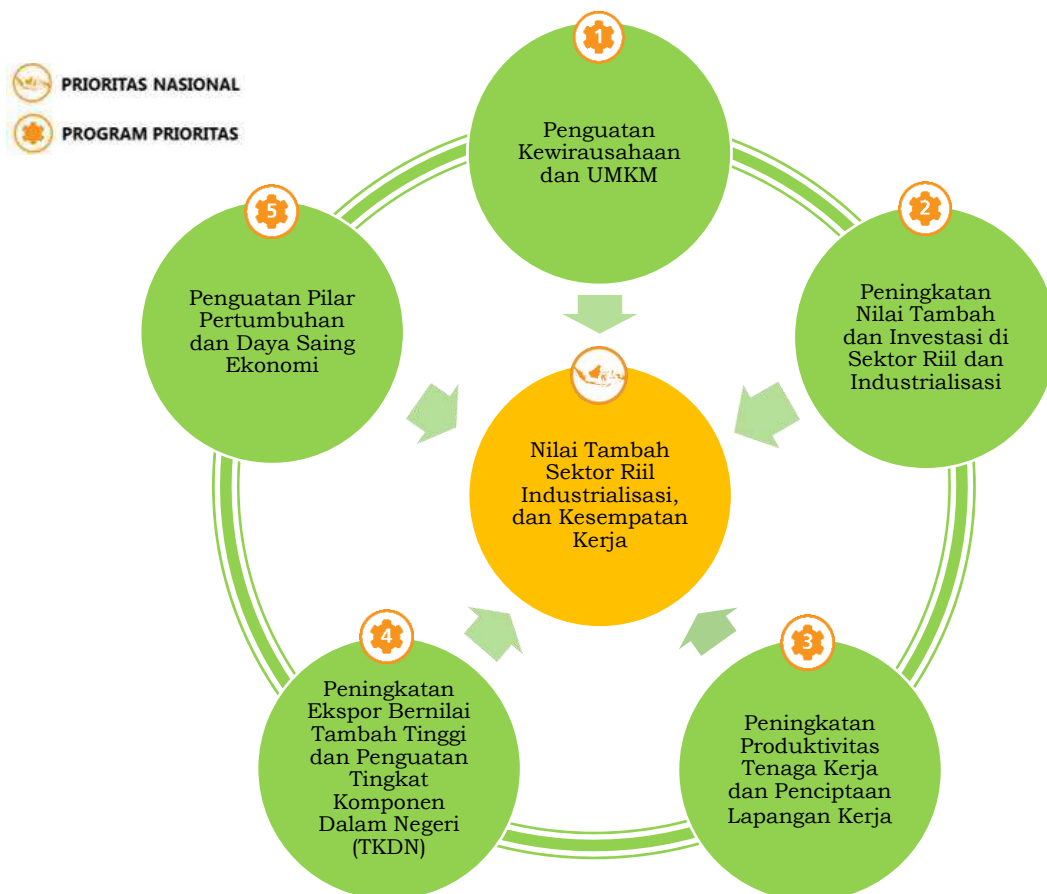 PRIORITAS NASIONAL
PROGRAM PRIORITAS
1
Penguatan
Kewirausahaan
dan UMKM
2
Peningkatan
Nilai Tambah
dan Investasi di
Sektor Riil dan
Industrialisasi
3
Peningkatan
Produktivitas
Tenaga Kerja
dan Penciptaan
Lapangan Kerja
4
Peningkatan
Ekspor Bernilai
Tambah Tinggi
dan Penguatan
Tingkat
Komponen
Dalam Negeri
(TKDN)
5
Penguatan Pilar
Pertumbuhan
dan Daya Saing
Ekonomi
Nilai Tambah
Sektor Riil
Industrialisasi,
dan Kesempatan
Kerja